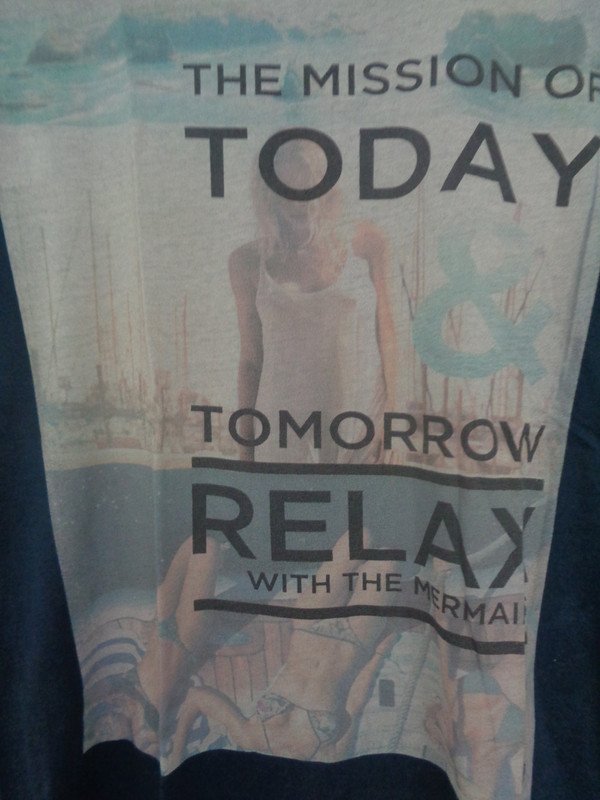 THE MISSION OF
TODAY
&
TOMORROW
RELAX
WITH THE MERMAI